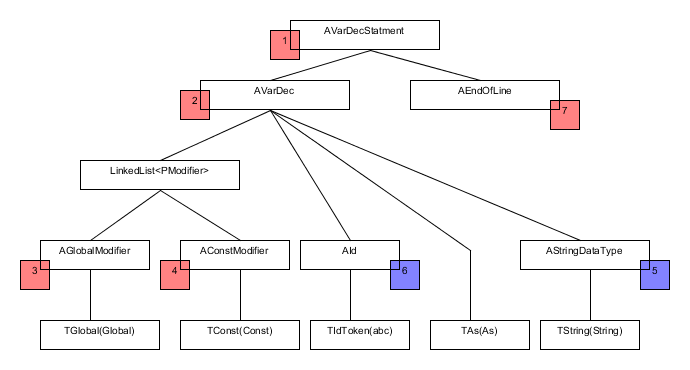 AVarDecStatment
1
AVarDec
AEndOfLine
2
7
LinkedList<PModifier>
AGlobalModifier
AConstModifier
AId
AStringDataType
3
4
6
5
TGlobal(Global)
TConst(Const)
TIdToken(abc)
TAs(As)
TString(String)